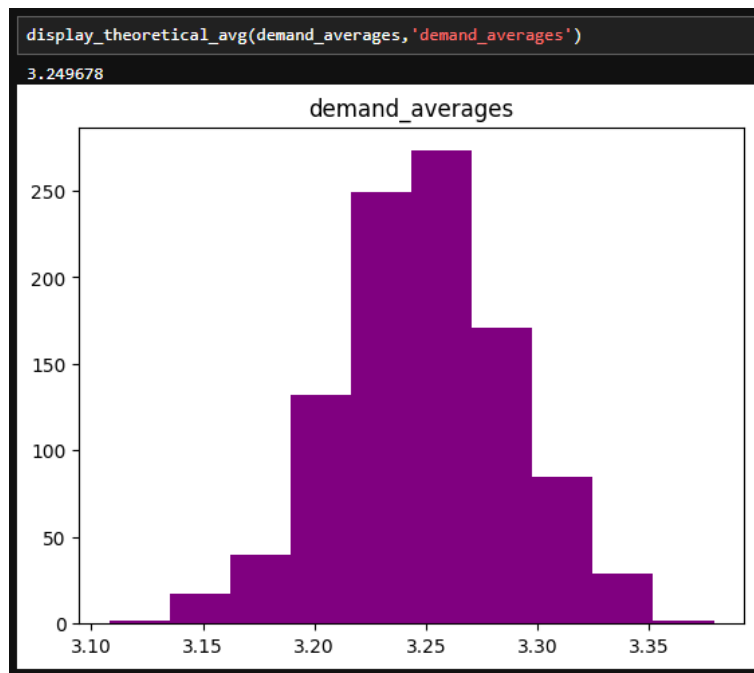 display_theoretical_avg(demand_averages,'demand_averages')
3.249678
demand_averages
250
200
150
100
50
0
3.10 3.15 3.20 3.25 3.30 3.35